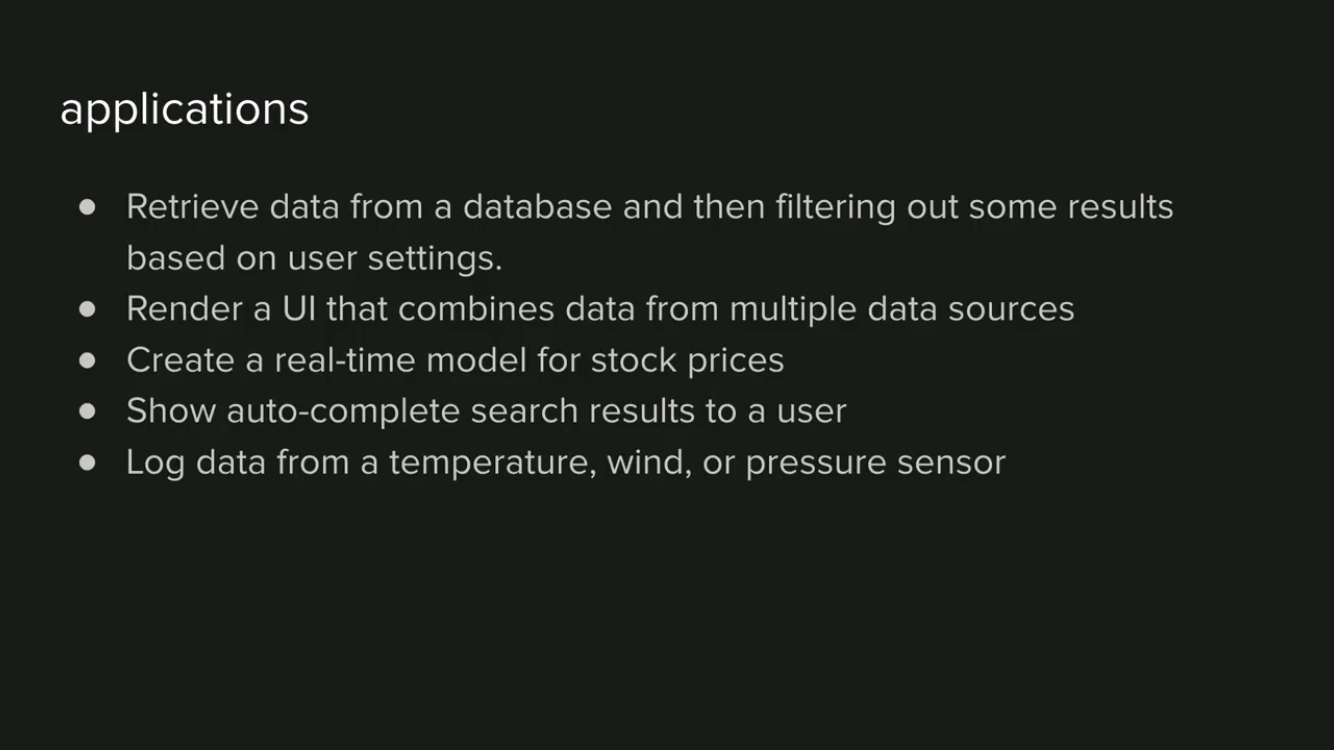 applications
● Retrieve data from a database and then filtering out some results
based on user settings.
● Render a UI that combines data from multiple data sources
● Create a real-time model for stock prices
● Show auto-complete search results to a user
● Log data from a temperature, wind, or pressure sensor